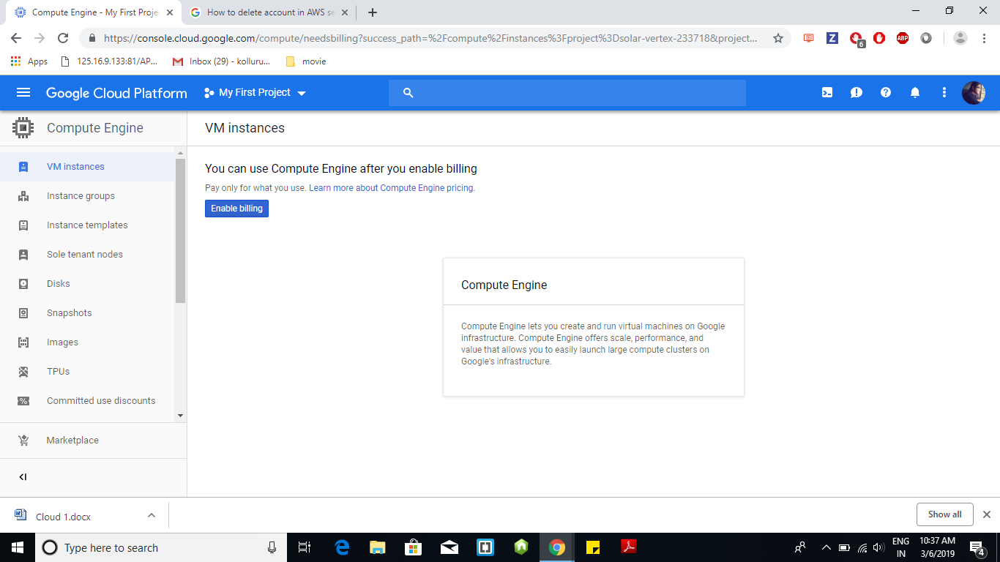 Compute Engine - My First Proje
How to delete account in AWS se
https://console.cloud.google.com/compute/needsbilling?success_path=%2Fcompute%2Finstances%3Fproject%3Dsolar-vertex-233718&project...
Z
6
ABP
Apps
125.16.9.133:81/AP...
Inbox (29) - kolluru...
movie
Google Cloud Platform
My First Project
Compute Engine
VM instances
VM instances
Instance groups
Instance templates
Sole tenant nodes
Disks
Snapshots
Images
TPUs
Committed use discounts
Marketplace
You can use Compute Engine after you enable billing
Pay only for what you use. Learn more about Compute Engine pricing.
Enable billing
Compute Engine
Compute Engine lets you create and run virtual machines on Google
infrastructure. Compute Engine offers scale, performance, and
value that allows you to easily launch large compute clusters on
Google's infrastructure.
Cloud 1.docx
Show all
Type here to search
ENG
IN
10:37 AM
3/6/2019
4